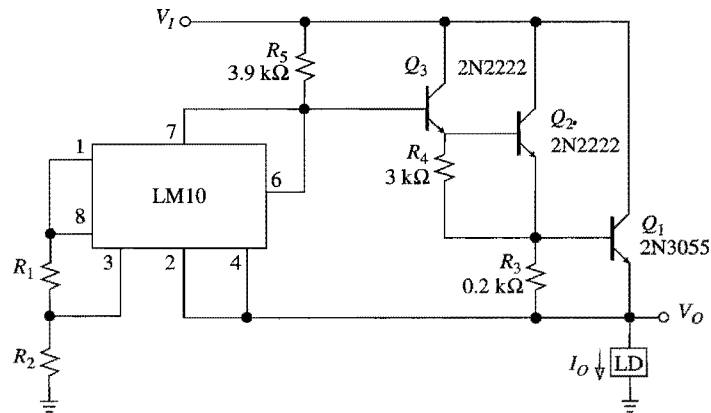 V_I
R_5
3.9 kΩ
Q_3
2N2222
Q_2
2N2222
7
1
6
LM10
8
R_4
3 kΩ
Q_1
2N3055
R_1
3
2
4
R_3
0.2 kΩ
V_O
R_2
I_O
LD